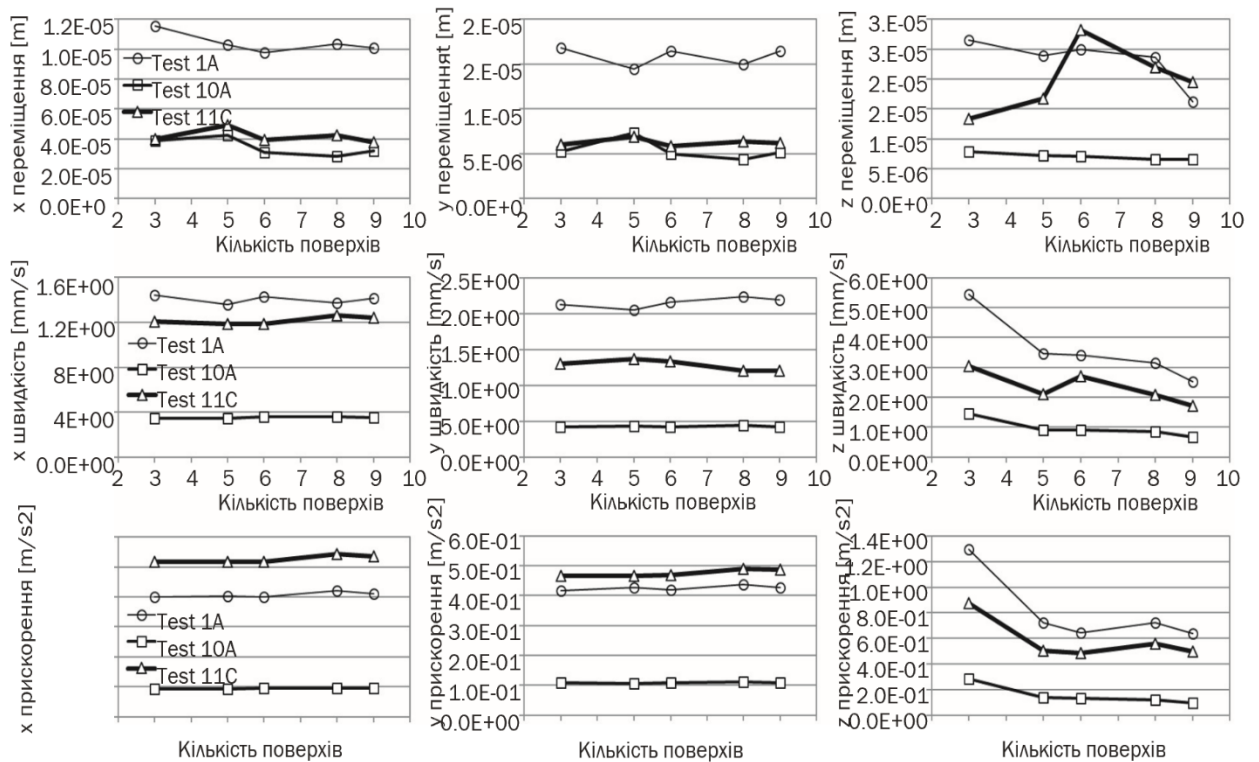 x переміщення [m]
1.2E-05
1.0E-05
8.0E-05
6.0E-05
4.0E-05
2.0E-05
0.0E+0
Test 1A
Test 10A
Test 11C
2 3 4 5 6 7 8 9 10
Кількість поверхів
y переміщенняt [m]
2.E-05
2.E-05
1.E-05
5.E-06
0.E+00
2 3 4 5 6 7 8 9 10
Кількість поверхів
z переміщення [m]
3.E-05
3.E-05
2.E-05
2.E-05
1.E-05
5.E-06
0.E+00
2 3 4 5 6 7 8 9 10
Кількість поверхів
x швидкість [mm/s]
1.6E+00
1.2E+00
8E+00
4E+00
0.0E+00
Test 1A
Test 10A
Test 11C
2 3 4 5 6 7 8 9 10
Кількість поверхів
y швидкість [mm/s]
2.5E+00
2.0E+00
1.5E+00
1.0E+00
5.0E+00
0.0E+00
2 3 4 5 6 7 8 9 10
Кількість поверхів
z швидкість [mm/s]
6.0E+00
5.0E+00
4.0E+00
3.0E+00
2.0E+00
1.0E+00
0.0E+00
2 3 4 5 6 7 8 9 10
Кількість поверхів
x прискорення [m/s2]
Test 1A
Test 10A
Test 11C
Кількість поверхів
y прискорення [m/s2]
6.0E-01
5.0E-01
4.0E-01
3.0E-01
2.0E-01
1.0E-01
0.0E+00
Кількість поверхів
z прискорення [m/s2]
1.4E+00
1.2E+00
1.0E+00
8.0E-01
6.0E-01
4.0E-01
2.0E-01
0.0E+00
Кількість поверхів